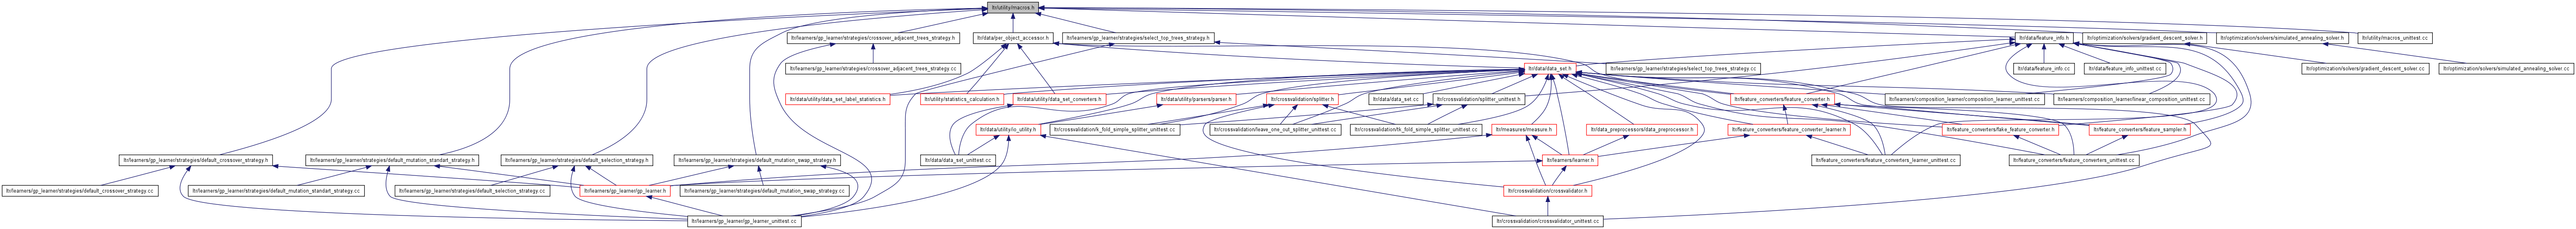 ltr/utility/macros.h
ltr/learners/gp_learner/strategies/crossover_adjacent_trees_strategy.h
ltr/data/per_object_accessor.h
ltr/learners/gp_learner/strategies/select_top_trees_strategy.h
ltr/data/feature_info.h
ltr/optimization/solvers/gradient_descent_solver.h
ltr/optimization/solvers/simulated_annealing_solver.h
ltr/utility/macros_unittest.cc
ltr/learners/gp_learner/strategies/crossover_adjacent_trees_strategy.cc
ltr/data/data_set.h
ltr/learners/gp_learner/strategies/select_top_trees_strategy.cc
ltr/data/feature_info.cc
ltr/data/feature_info_unittest.cc
ltr/optimization/solvers/gradient_descent_solver.cc
ltr/optimization/solvers/simulated_annealing_solver.cc
ltr/data/utility/data_set_label_statistics.h
ltr/utility/statistics_calculation.h
ltr/data/utility/data_set_converters.h
ltr/data/utility/parsers/parser.h
ltr/crossvalidation/splitter.h
ltr/data/data_set.cc
ltr/crossvalidation/splitter_unittest.h
ltr/feature_converters/feature_converter.h
ltr/learners/composition_learner/composition_learner_unittest.cc
ltr/learners/composition_learner/linear_composition_unittest.cc
ltr/data/utility/io_utility.h
ltr/crossvalidation/k_fold_simple_splitter_unittest.cc
ltr/crossvalidation/leave_one_out_splitter_unittest.cc
ltr/crossvalidation/tk_fold_simple_splitter_unittest.cc
ltr/measures/measure.h
ltr/data_preprocessors/data_preprocessor.h
ltr/feature_converters/feature_converter_learner.h
ltr/feature_converters/fake_feature_converter.h
ltr/feature_converters/feature_sampler.h
ltr/learners/gp_learner/strategies/default_crossover_strategy.h
ltr/learners/gp_learner/strategies/default_mutation_standart_strategy.h
ltr/learners/gp_learner/strategies/default_selection_strategy.h
ltr/learners/gp_learner/strategies/default_mutation_swap_strategy.h
ltr/data/data_set_unittest.cc
ltr/learners/learner.h
ltr/feature_converters/feature_converters_learner_unittest.cc
ltr/feature_converters/feature_converters_unittest.cc
ltr/learners/gp_learner/strategies/default_crossover_strategy.cc
ltr/learners/gp_learner/strategies/default_mutation_standart_strategy.cc
ltr/learners/gp_learner/strategies/default_selection_strategy.cc
ltr/learners/gp_learner/gp_learner.h
ltr/learners/gp_learner/strategies/default_mutation_swap_strategy.cc
ltr/crossvalidation/crossvalidator.h
ltr/learners/gp_learner/gp_learner_unittest.cc
ltr/crossvalidation/crossvalidator_unittest.cc